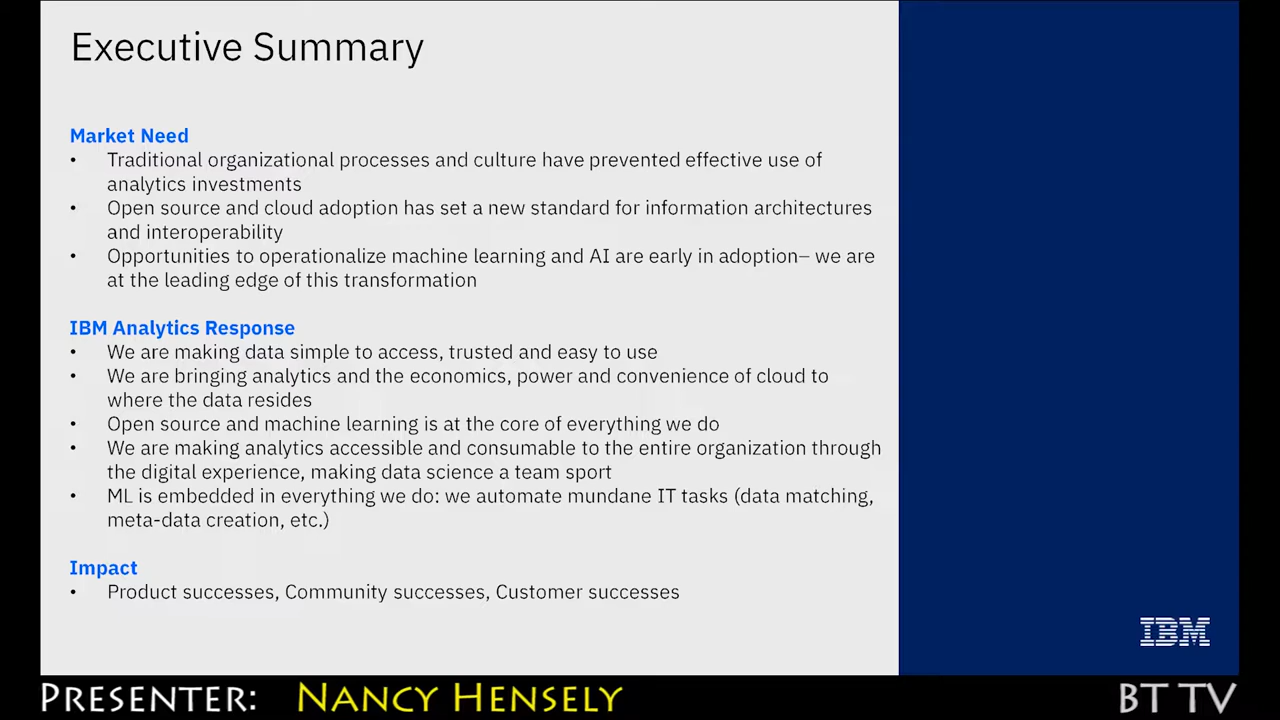 Executive Summary
Market Need
• Traditional organizational processes and culture have prevented effective use of
analytics investments
• Open source and cloud adoption has set a new standard for information architectures
and interoperability
• Opportunities to operationalize machine learning and AI are early in adoption– we are
at the leading edge of this transformation
IBM Analytics Response
• We are making data simple to access, trusted and easy to use
• We are bringing analytics and the economics, power and convenience of cloud to
where the data resides
• Open source and machine learning is at the core of everything we do
• We are making analytics accessible and consumable to the entire organization through
the digital experience, making data science a team sport
• ML is embedded in everything we do: we automate mundane IT tasks (data matching,
meta-data creation, etc.)
Impact
• Product successes, Community successes, Customer successes
IBM
PRESENTER: NANCY HENSELY
BT TV